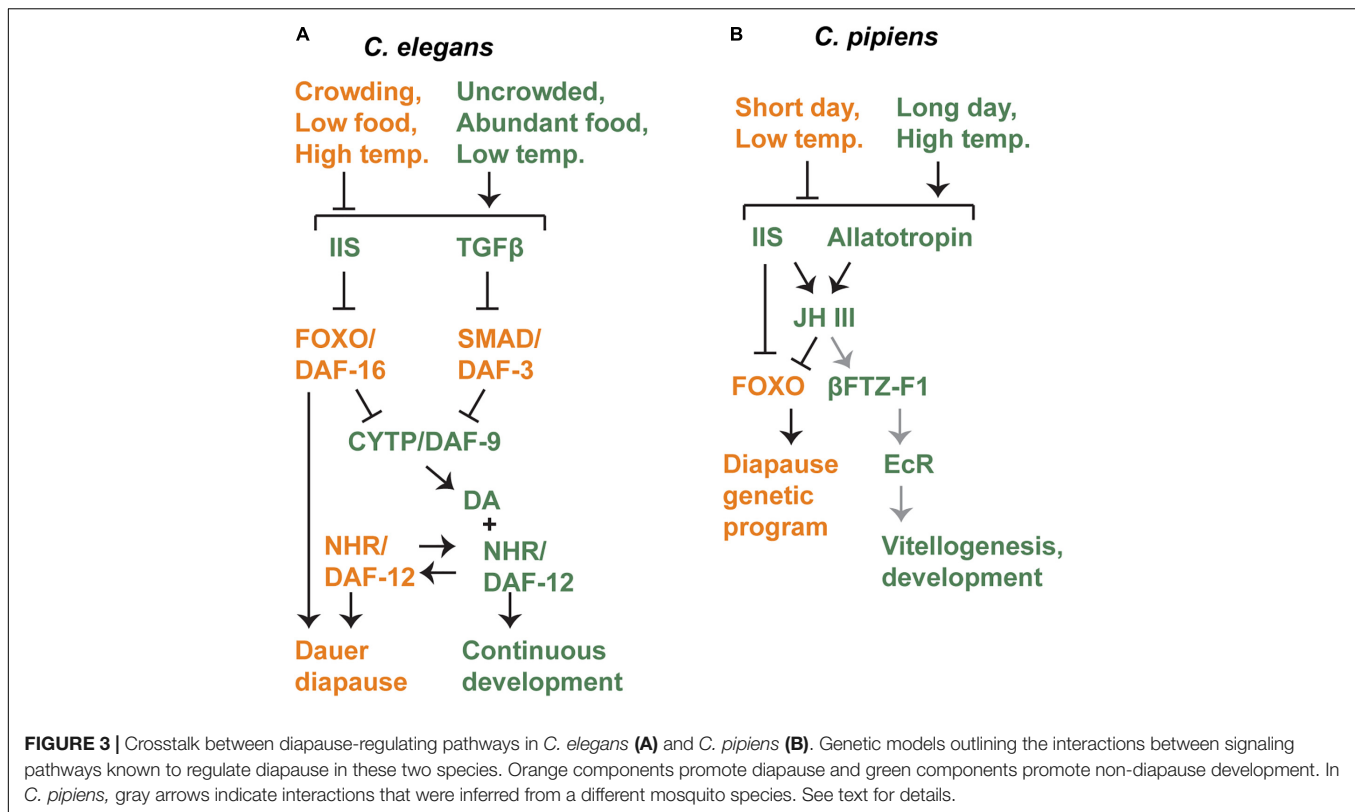 A
C. elegans
Crowding,
Low food,
High temp.
Uncrowded,
Abundant food,
Low temp.
IIS
TGFβ
FOXO/
DAF-16
SMAD/
DAF-3
CYTP/DAF-9
DA
+
NHR/
DAF-12
NHR/
DAF-12
Dauer
diapause
Continuous
development
B
C. pipiens
Short day,
Low temp.
Long day,
High temp.
IIS
Allatotropin
JH III
FOXO
βFTZ-F1
Diapause
genetic
program
EcR
Vitellogenesis,
development
FIGURE 3 | Crosstalk between diapause-regulating pathways in C. elegans (A) and C. pipiens (B). Genetic models outlining the interactions between signaling
pathways known to regulate diapause in these two species. Orange components promote diapause and green components promote non-diapause development. In
C. pipiens, gray arrows indicate interactions that were inferred from a different mosquito species. See text for details.